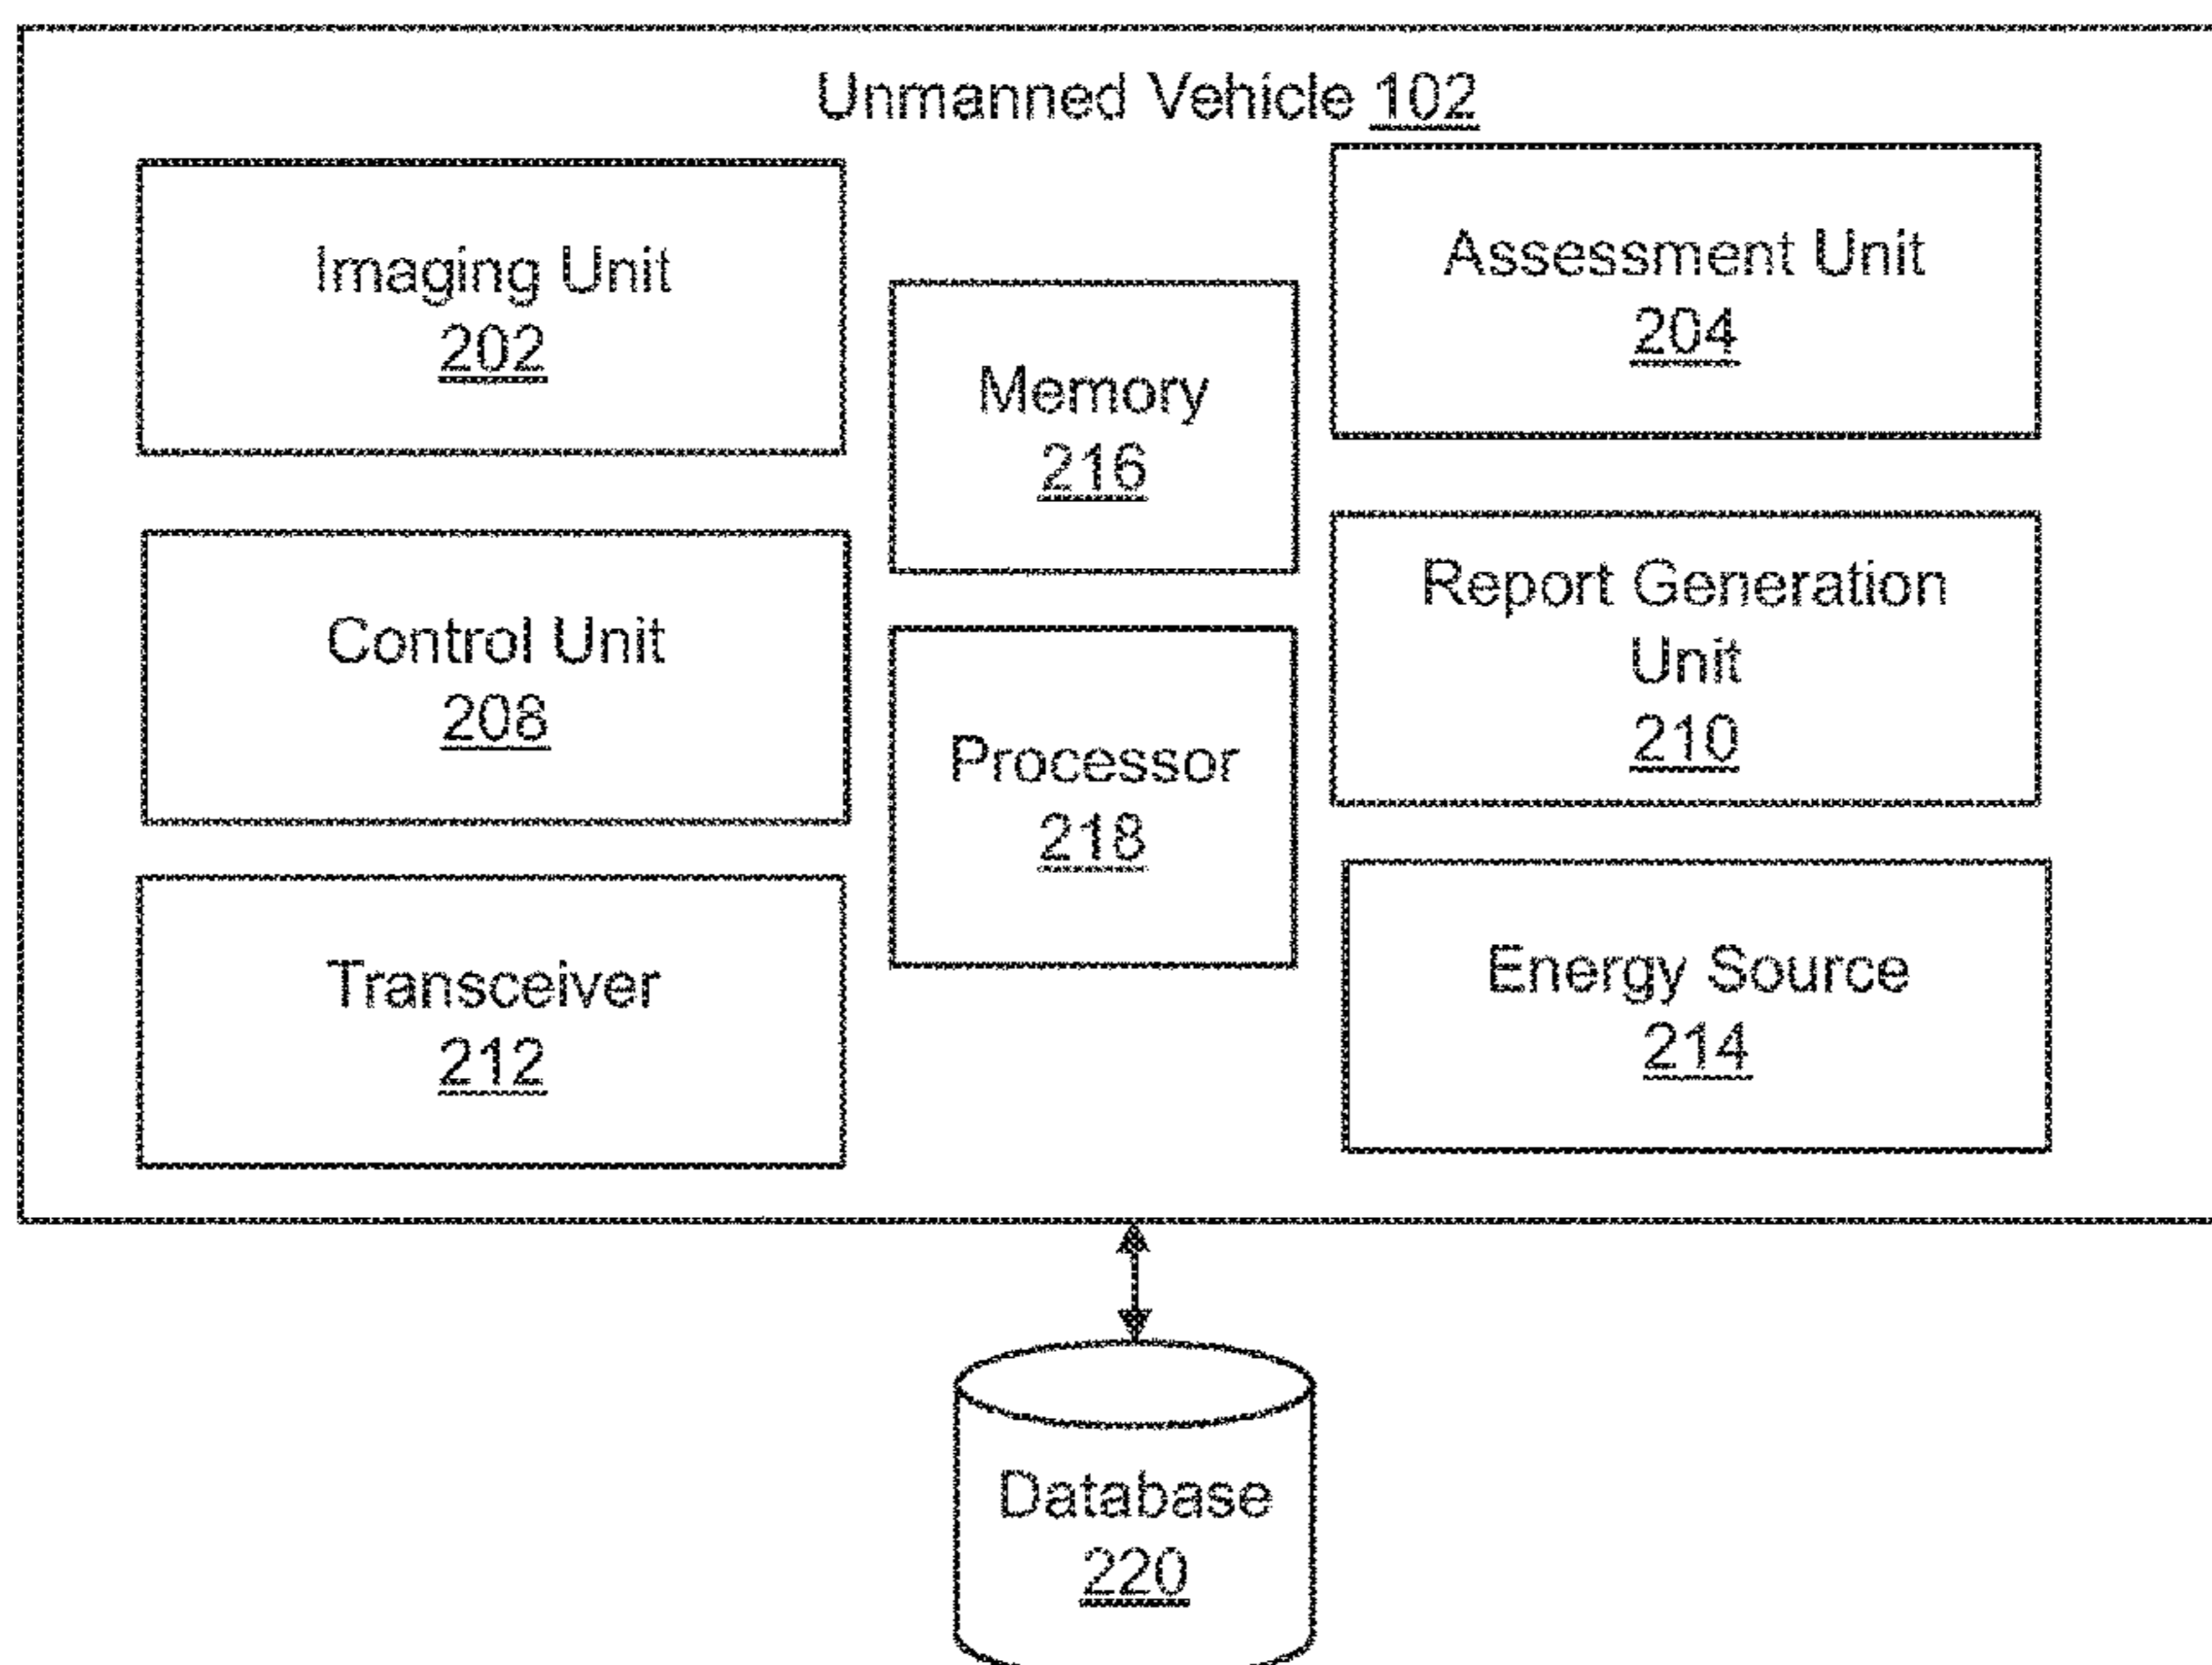 Unmanned Vehicle 102
Imaging Unit
202
Assessment Unit
204
Memory
216
Control Unit
208
Report Generation
Unit
210
Processor
218
Transceiver
212
Energy Source
214
Database
220